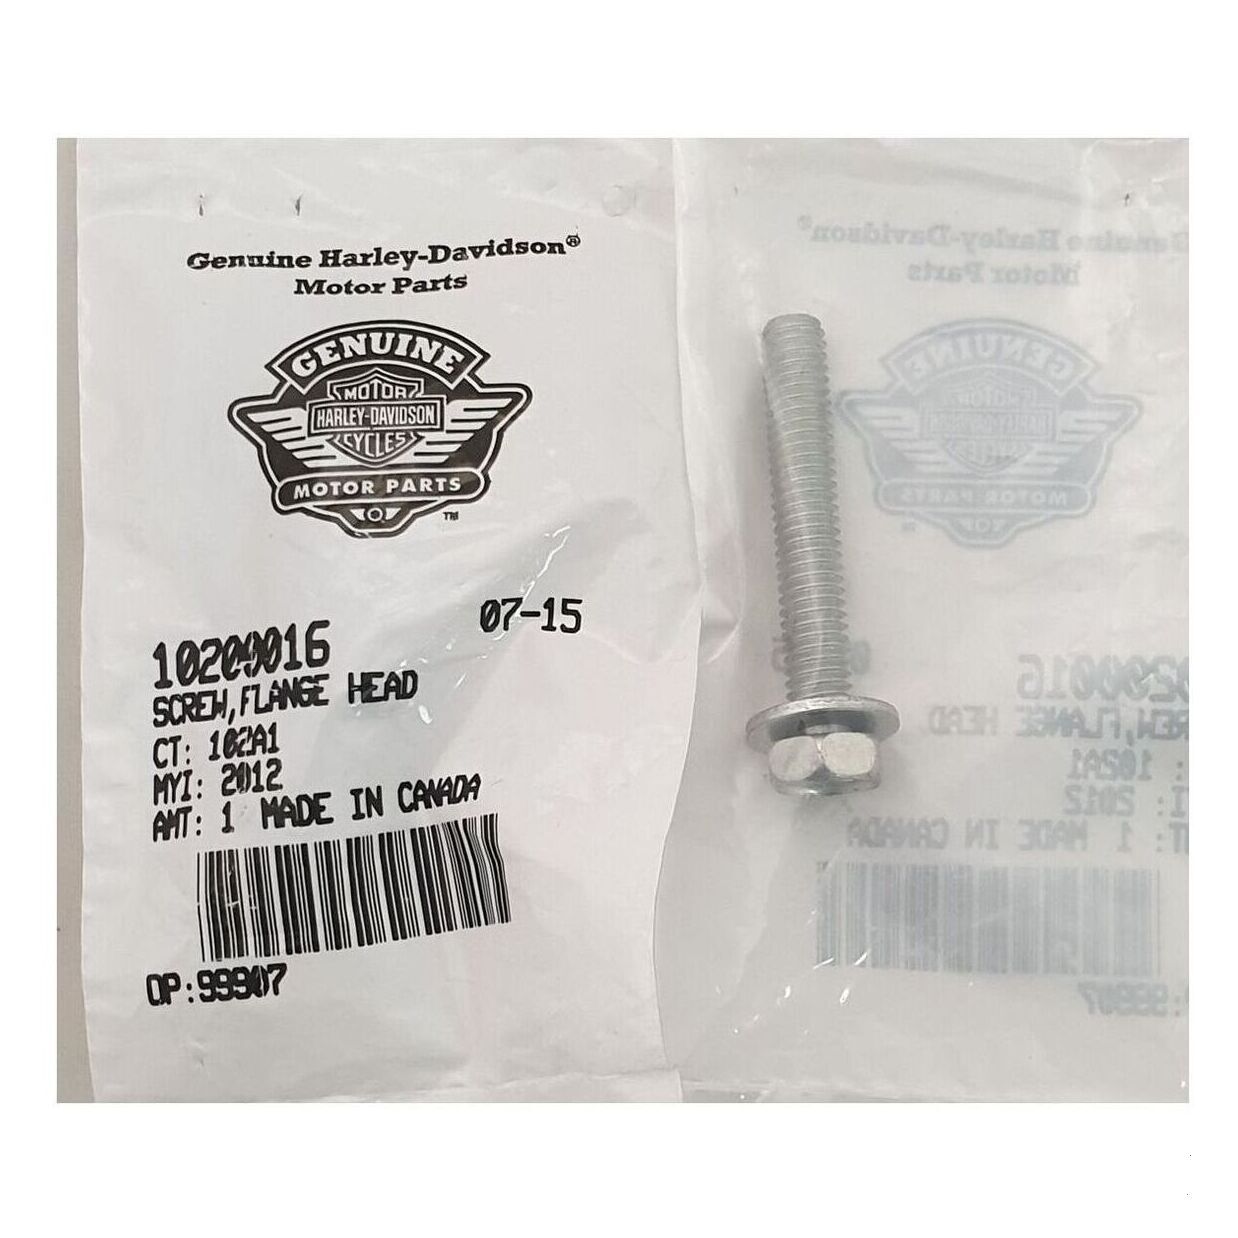 Genuine Harley-Davidson®
Motor Parts
GENUINE
MOTOR
HARLEY-DAVIDSON
CYCLES
MOTOR PARTS
TM
07-15
10200016
SCREW,FLANGE HEAD
CT: 102A1
MYI: 2012
AMT: 1 MADE IN CANADA
OP:99907